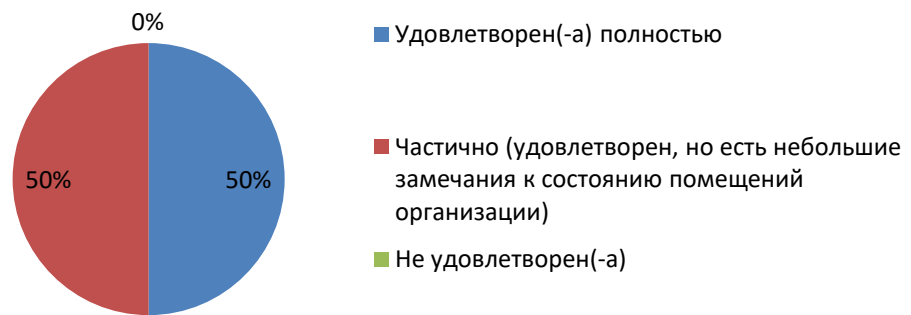 0%
50%
50%
Удовлетворен(-а) полностью
Частично (удовлетворен, но есть небольшие
замечания к состоянию помещений
организации)
Не удовлетворен(-а)